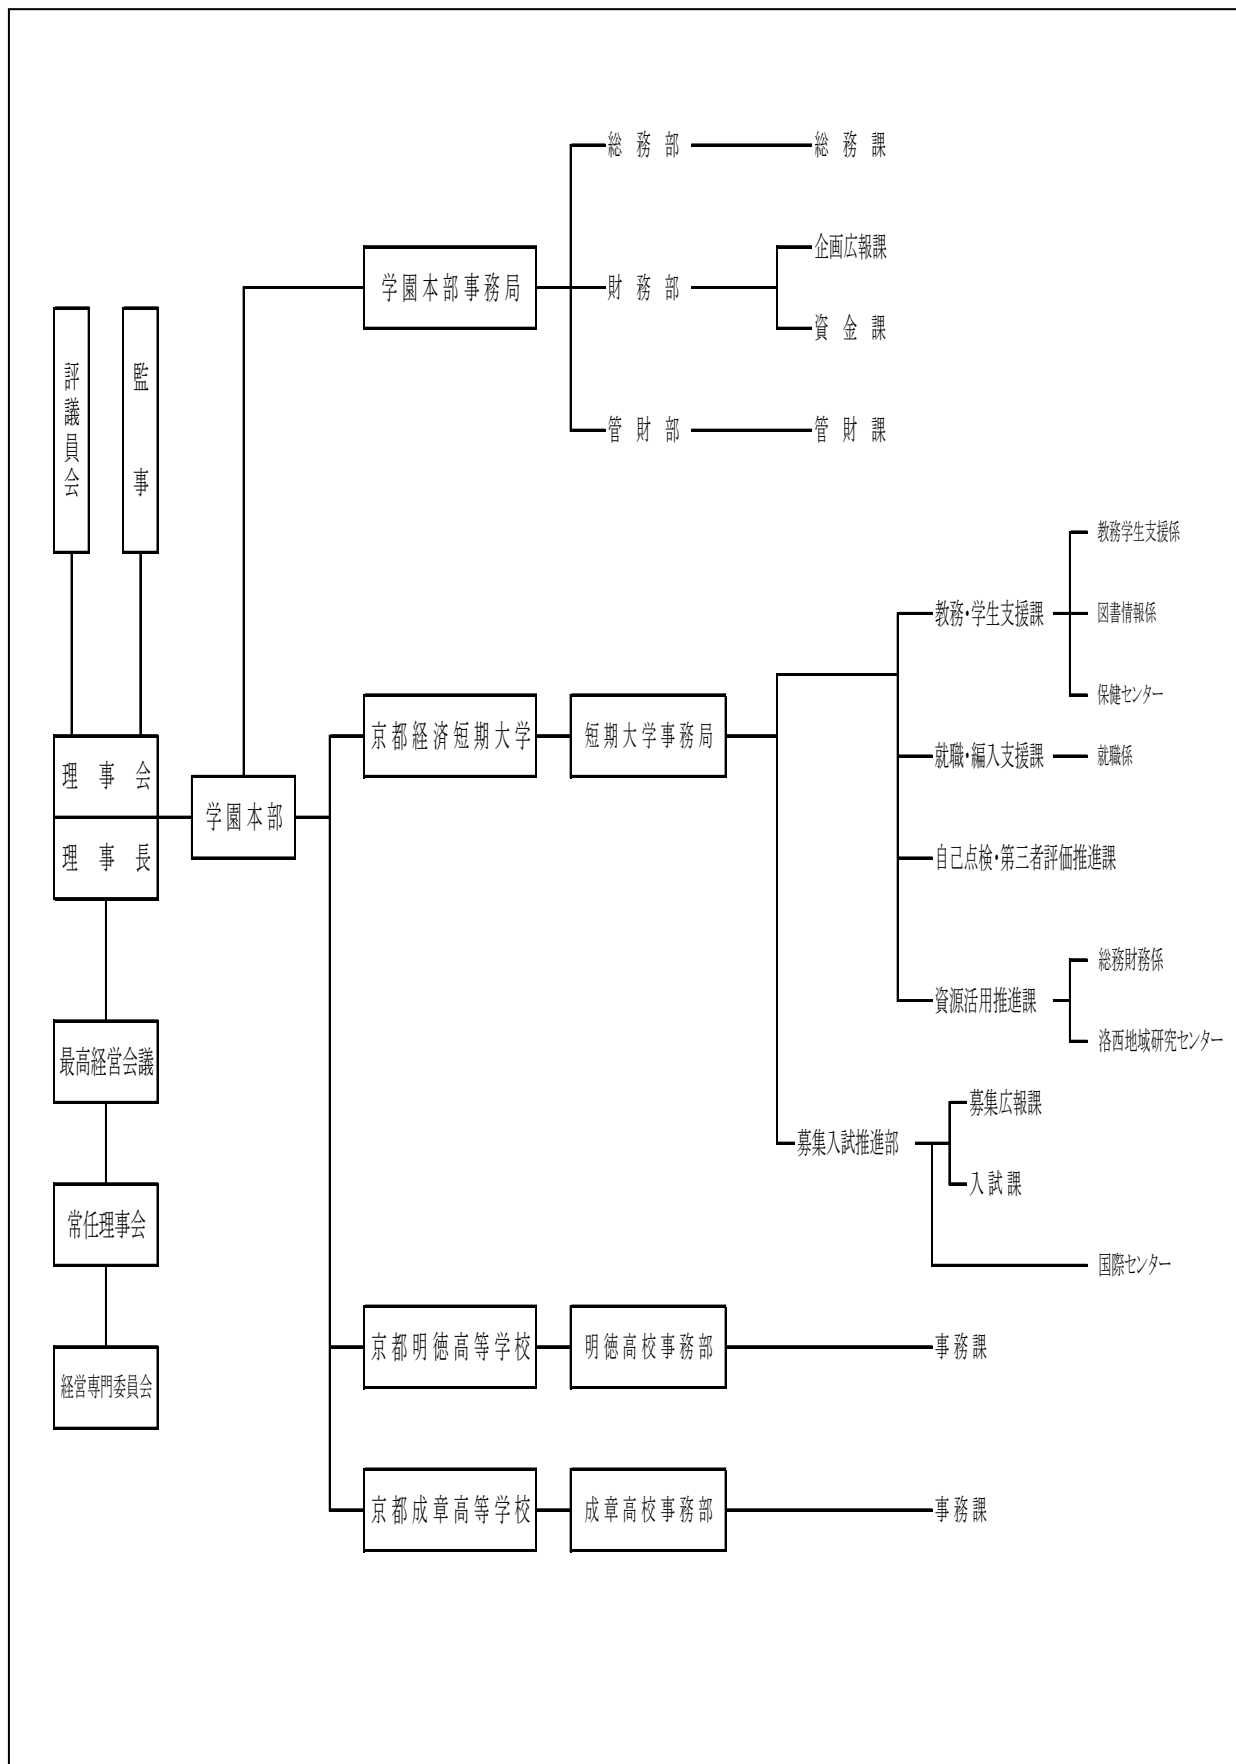 総務部
総務課
学園本部事務局
財務部
企画広報課
資金課
管財部
管財課
評議員会
監事
理事会
理事長
学園本部
最高経営会議
常任理事会
経営専門委員会
京都経済短期大学
短期大学事務局
教務・学生支援課
教務学生支援係
図書情報係
保健センター
就職・編入支援課
就職係
自己点検・第三者評価推進課
資源活用推進課
総務財務係
洛西地域研究センター
募集入試推進部
募集広報課
入試課
国際センター
京都明徳高等学校
明徳高校事務部
事務課
京都成章高等学校
成章高校事務部
事務課